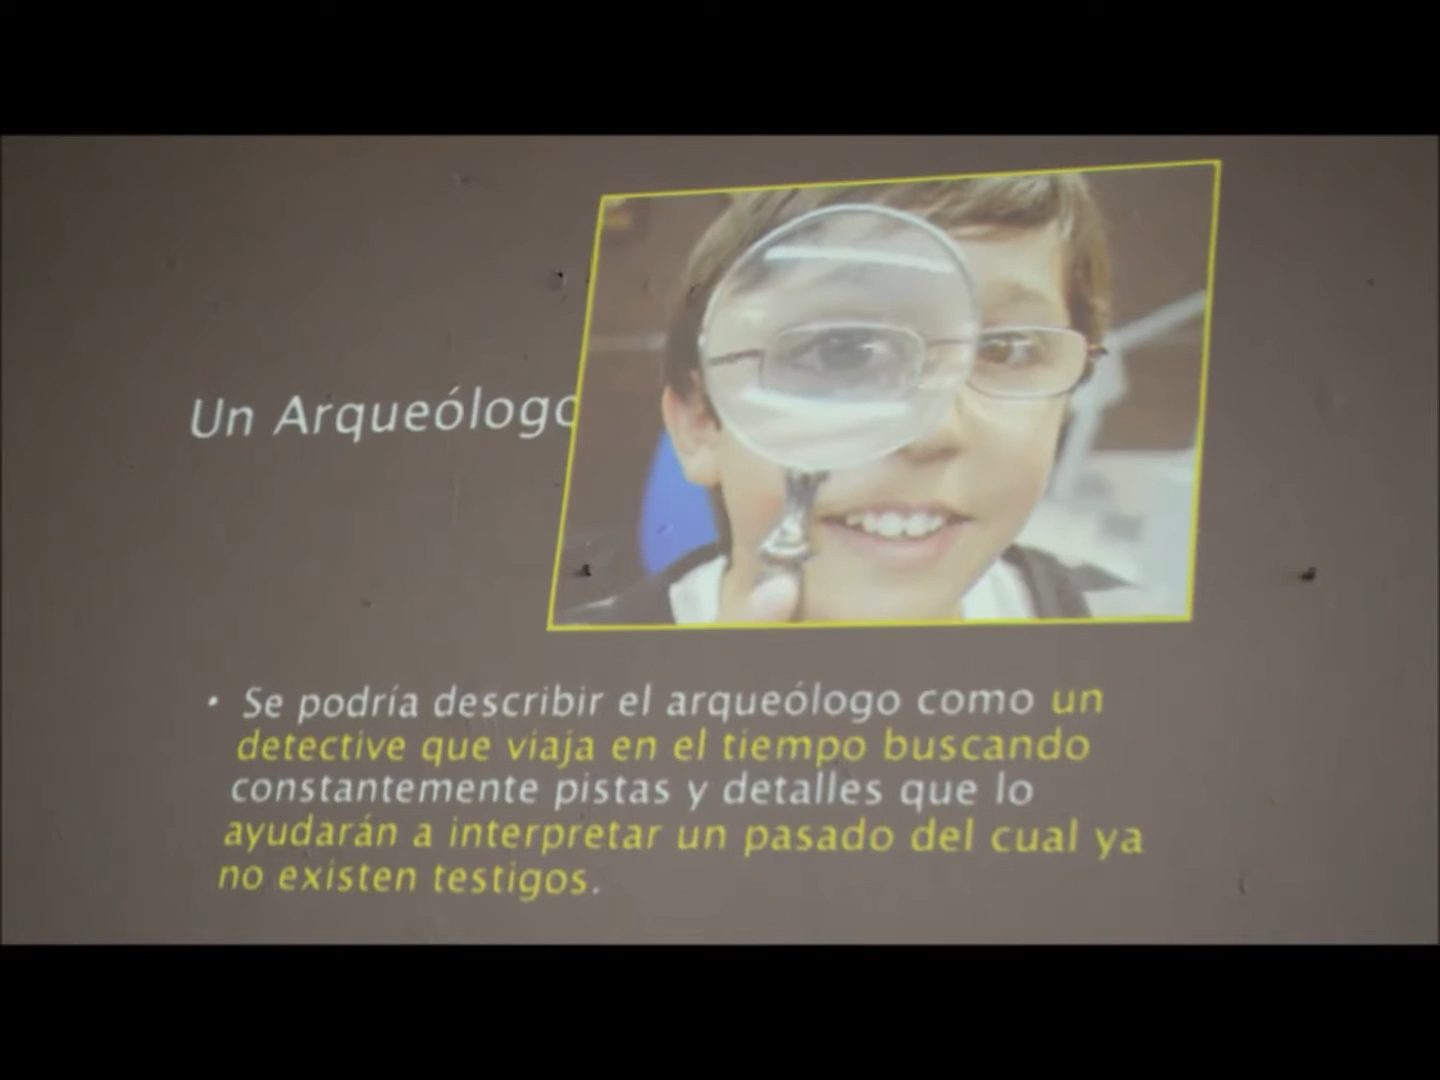 Un Arqueólogo
• Se podría describir el arqueólogo como un
detective que viaja en el tiempo buscando
constantemente pistas y detalles que lo
ayudarán a interpretar un pasado del cual ya
no existen testigos.